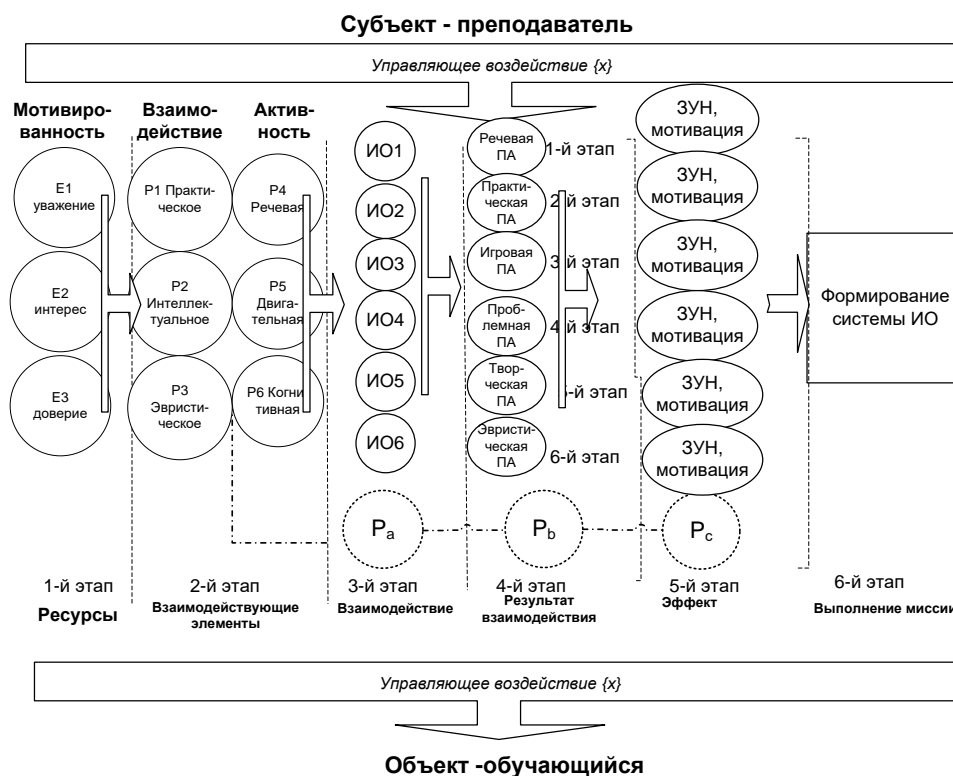 Субъект - преподаватель
Управляющее воздействие {x}
Мотивиро-
ванность
Взаимо-
действие
Актив-
ность
E1
уважение
E2
интерес
E3
доверие
P1 Практи-
ческое
P2
Интеллек-
туальное
P3
Эвристи-
ческое
P4
Речевая
P5
Двига-
тельная
P6 Когни
тивная
ИО1
ИО2
ИО3
ИО4
ИО5
ИО6
Речевая
ПА
Практи-
ческая
ПА
Игровая
ПА
Проб-
лемная
ПА
Твор-
ческая
ПА
Эвристи-
ческая
ПА
1-й этап
2-й этап
3-й этап
4-й этап
-й этап
6-й этап
ЗУН,
мотивация
ЗУН,
мотивация
ЗУН,
мотивация
ЗУН,
мотивация
ЗУН,
мотивация
ЗУН,
мотивация
Формирование
системы ИО
Pa
Pb
Pc
1-й этап
Ресурсы
2-й этап
Взаимодействующие
элементы
3-й этап
Взаимодействие
4-й этап
Результат
взаимодействия
5-й этап
Эффект
6-й этап
Выполнение миссии
Управляющее воздействие {x}
Объект -обучающийся